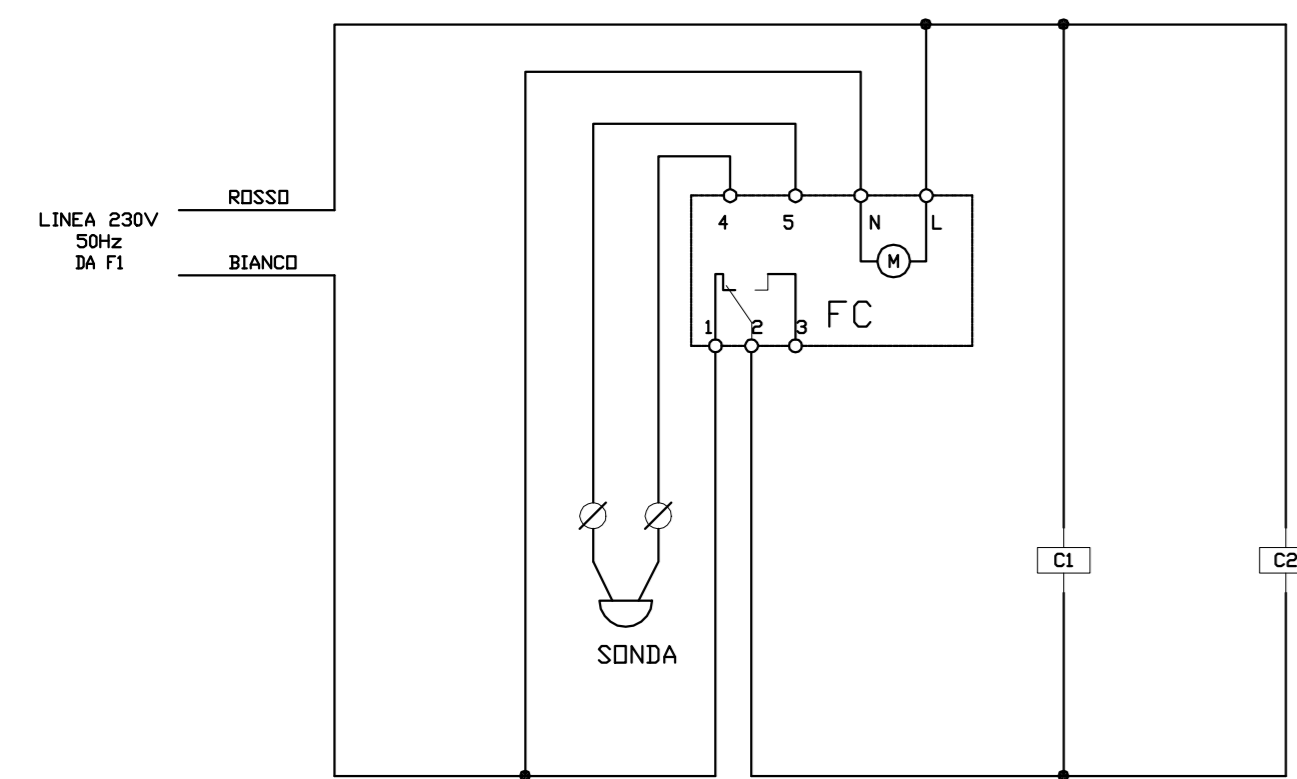 ROSSO
LINEA 230V
50Hz
DA F1
BIANCO
4 5 N L
M
1 2 3
FC
C1 C2
SONDA